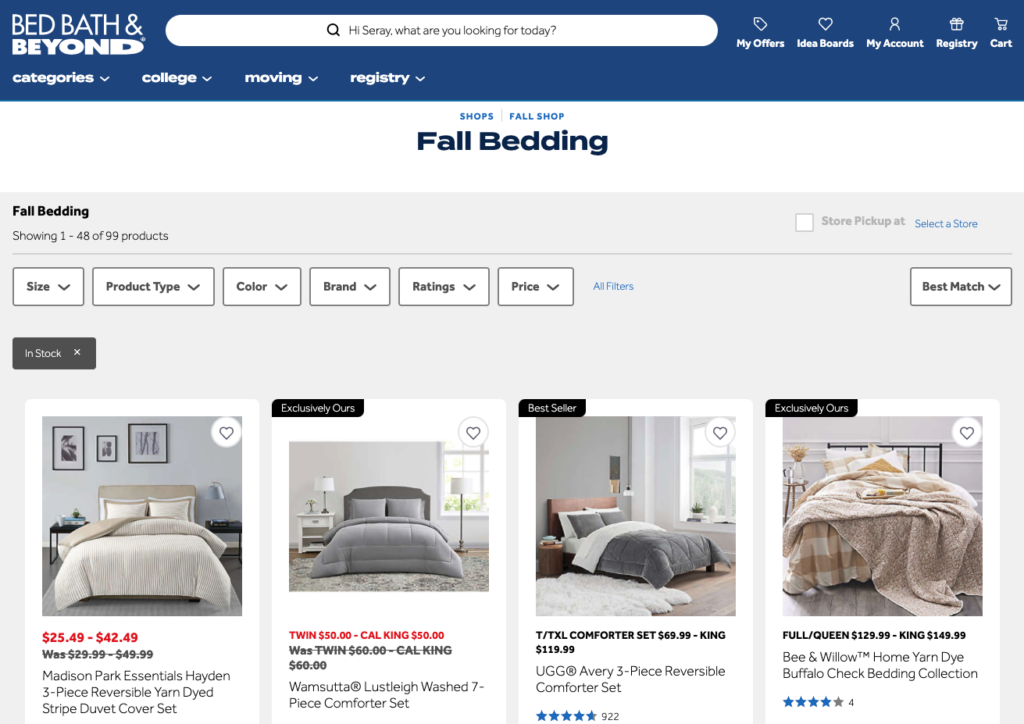 BED BATH &
BEYOND®
Hi Seray, what are you looking for today?
My Offers
Idea Boards
My Account
Registry
Cart
categories
college
moving
registry
SHOPS
FALL SHOP
Fall Bedding
Fall Bedding
Showing 1 - 48 of 99 products
Store Pickup at
Select a Store
Size
Product Type
Color
Brand
Ratings
Price
All Filters
Best Match
In Stock ×
$25.49 - $42.49
Was $29.99 - $49.99
Madison Park Essentials Hayden
3-Piece Reversible Yarn Dyed
Stripe Duvet Cover Set
Exclusively Ours
TWIN $50.00 - CAL KING $50.00
Was TWIN $60.00 - CAL KING
$60.00
Wamsutta® Lustleigh Washed 7-
Piece Comforter Set
Best Seller
T/TXL COMFORTER SET $69.99 - KING
$119.99
UGG® Avery 3-Piece Reversible
Comforter Set
922
Exclusively Ours
FULL/QUEEN $129.99 - KING $149.99
Bee & Willow™ Home Yarn Dye
Buffalo Check Bedding Collection
4